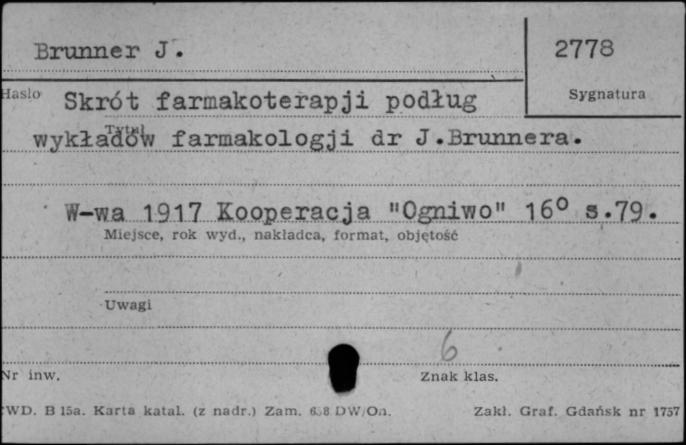 Brunner J.
2778
Hasło
Sygnatura
Skrót farmakoterapji podług
Tytuł
wykładów farmakologji dr J.Brunnera.
W-wa 1917 Kooperacja "Ogniwo" 16° s.79.
Miejsce, rok wyd., nakładca, format, objętość
Uwagi
6
Nr inw.
Znak klas.
WD. B 15a. Karta katal. (z nadr.) Zam. DW/On.
Zakł. Graf. Gdańsk nr 1757